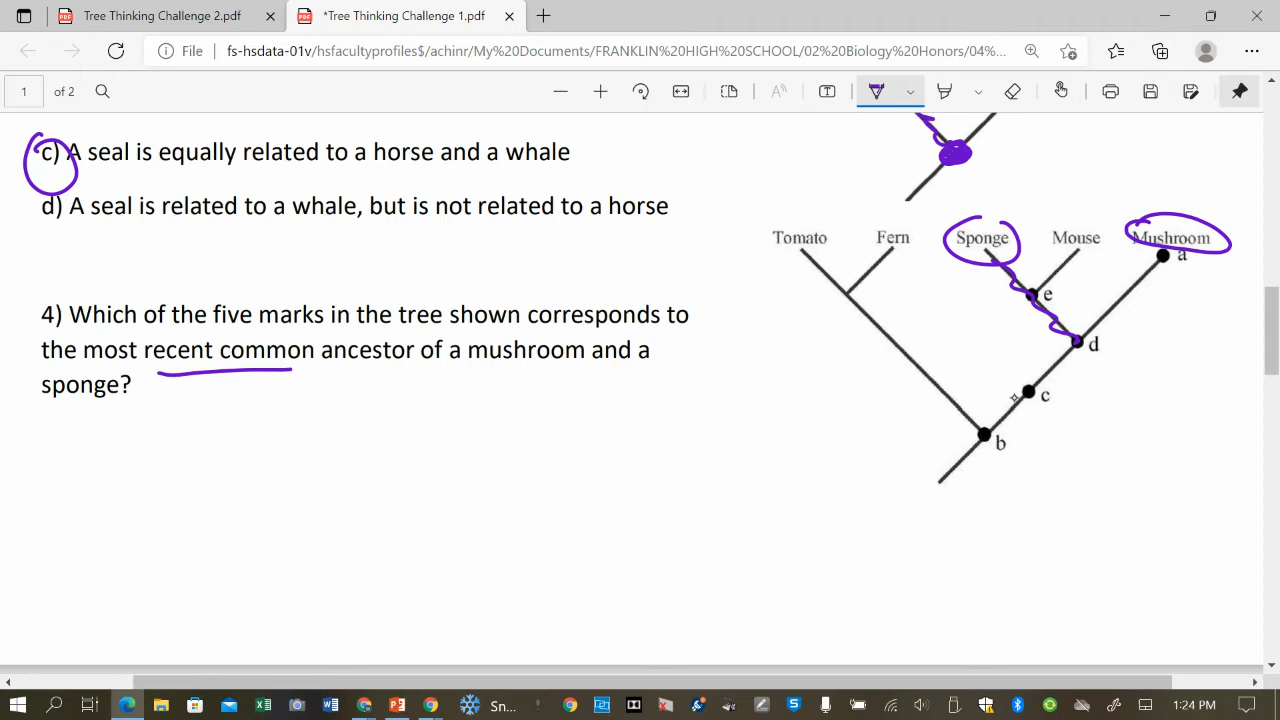 Tree Thinking Challenge 2.pdf
*Tree Thinking Challenge 1.pdf
File
fs-hsdata-01v/hsfacultyprofiles$/achinr/My%20Documents/FRANKLIN%20HIGH%20SCHOOL/02%20Biology%20Honors/04%...
1 of 2
c) A seal is equally related to a horse and a whale
d) A seal is related to a whale, but is not related to a horse
Tomato Fern Sponge Mouse Mushroom
a
e
d
c
b
4) Which of the five marks in the tree shown corresponds to
the most recent common ancestor of a mushroom and a
sponge?
Sn...
1:24 PM